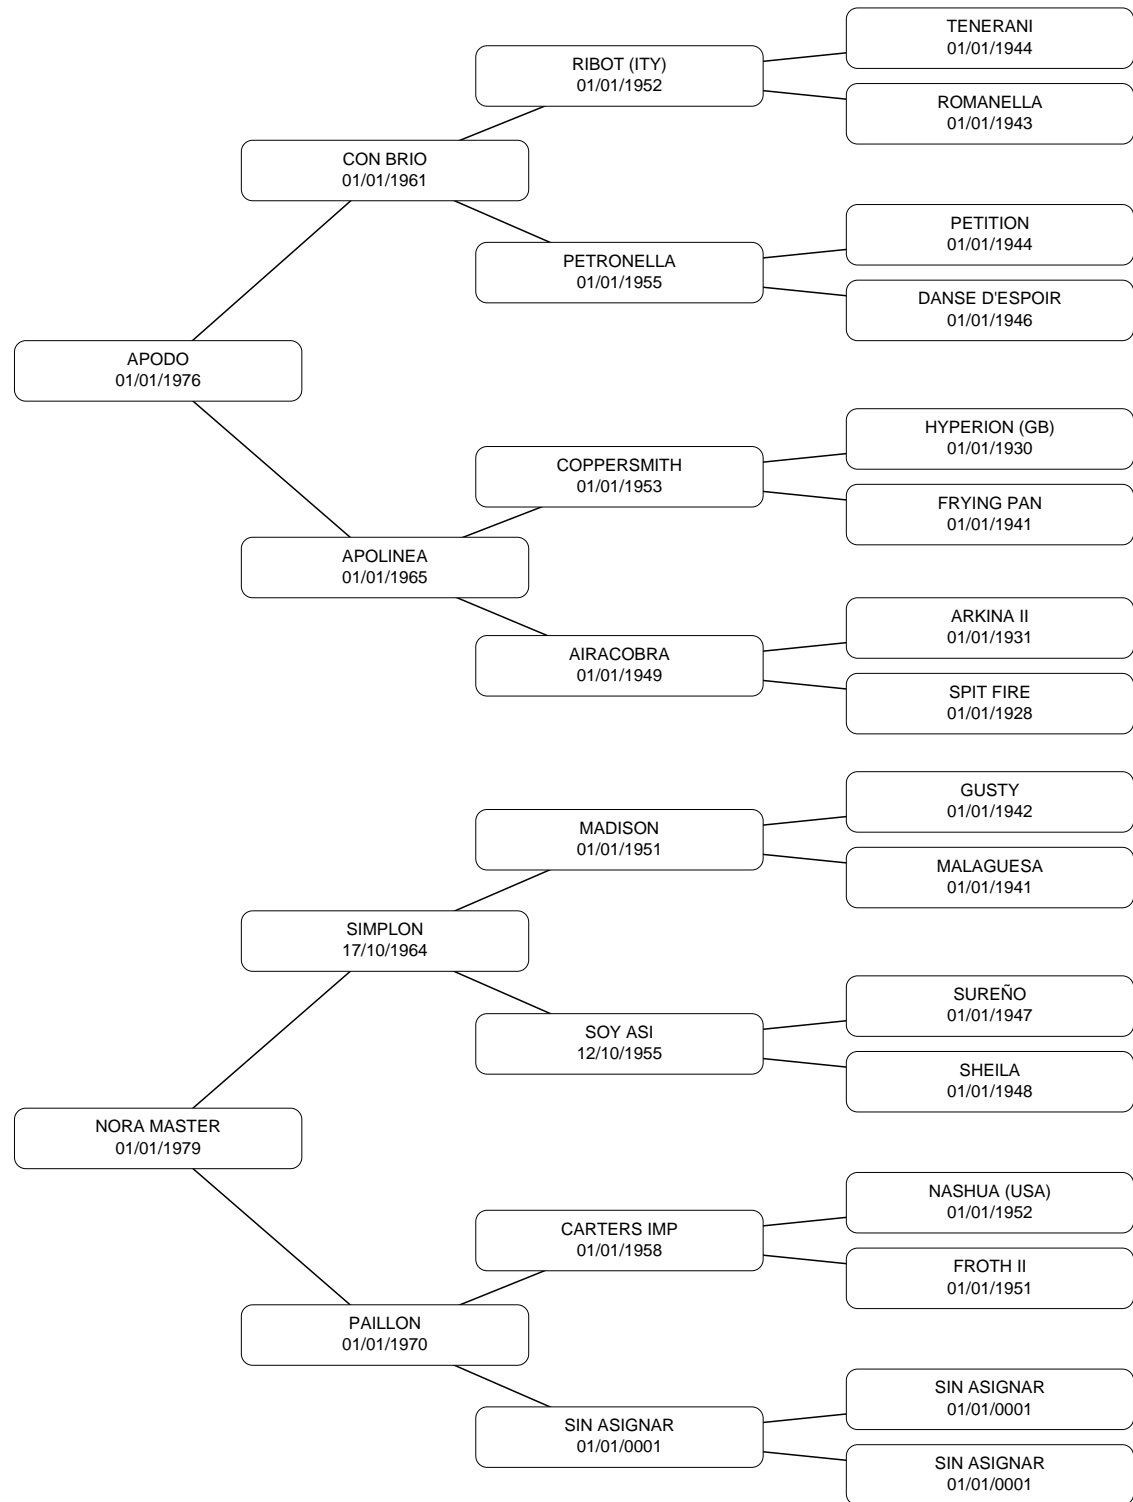 TENERANI
01/01/1944
RIBOT (ITY)
01/01/1952
ROMANELLA
01/01/1943
CON BRIO
01/01/1961
PETITION
01/01/1944
PETRONELLA
01/01/1955
DANSE D'ESPOIR
01/01/1946
APODO
01/01/1976
HYPERION (GB)
01/01/1930
COPPERSMITH
01/01/1953
FRYING PAN
01/01/1941
APOLINEA
01/01/1965
ARKINA II
01/01/1931
AIRACOBRA
01/01/1949
SPIT FIRE
01/01/1928
GUSTY
01/01/1942
MADISON
01/01/1951
MALAGUESA
01/01/1941
SIMPLON
17/10/1964
SUREÑO
01/01/1947
SOY ASI
12/10/1955
SHEILA
01/01/1948
NORA MASTER
01/01/1979
NASHUA (USA)
01/01/1952
CARTERS IMP
01/01/1958
FROTH II
01/01/1951
PAILLON
01/01/1970
SIN ASIGNAR
01/01/0001
SIN ASIGNAR
01/01/0001
SIN ASIGNAR
01/01/0001